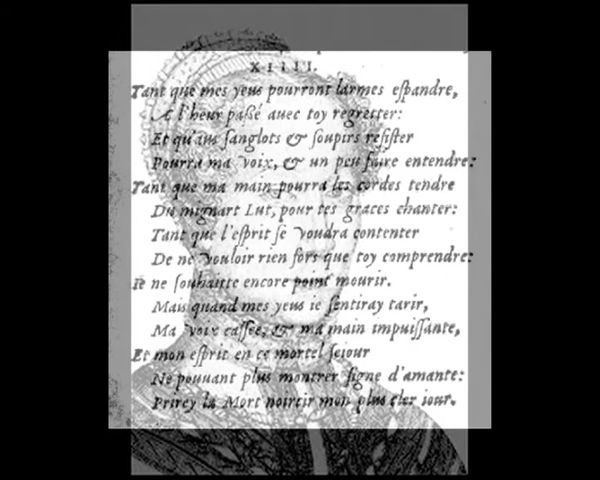 XIIII.
Tant que mes yeus pourront larmes eſpandre,
A l'heur paßé auec toy regretter:
Et qu'aus ſanglots & ſoupirs reſiſter
Pourra ma voix, & un peu faire entendre:
Tant que ma main pourra les cordes tendre
Du mignart Lut, pour tes graces chanter:
Tant que l'eſprit ſe voudra contenter
De ne vouloir rien fors que toy comprendre:
Ie ne ſouhaitte encore point mourir.
Mais quand mes yeus ie ſentiray tarir,
Ma voix caſſee, & ma main impuiſſante,
Et mon eſprit en ce mortel ſeiour
Ne pouuant plus montrer ſigne d'amante:
Prirey la Mort noircir mon plus cler iour.